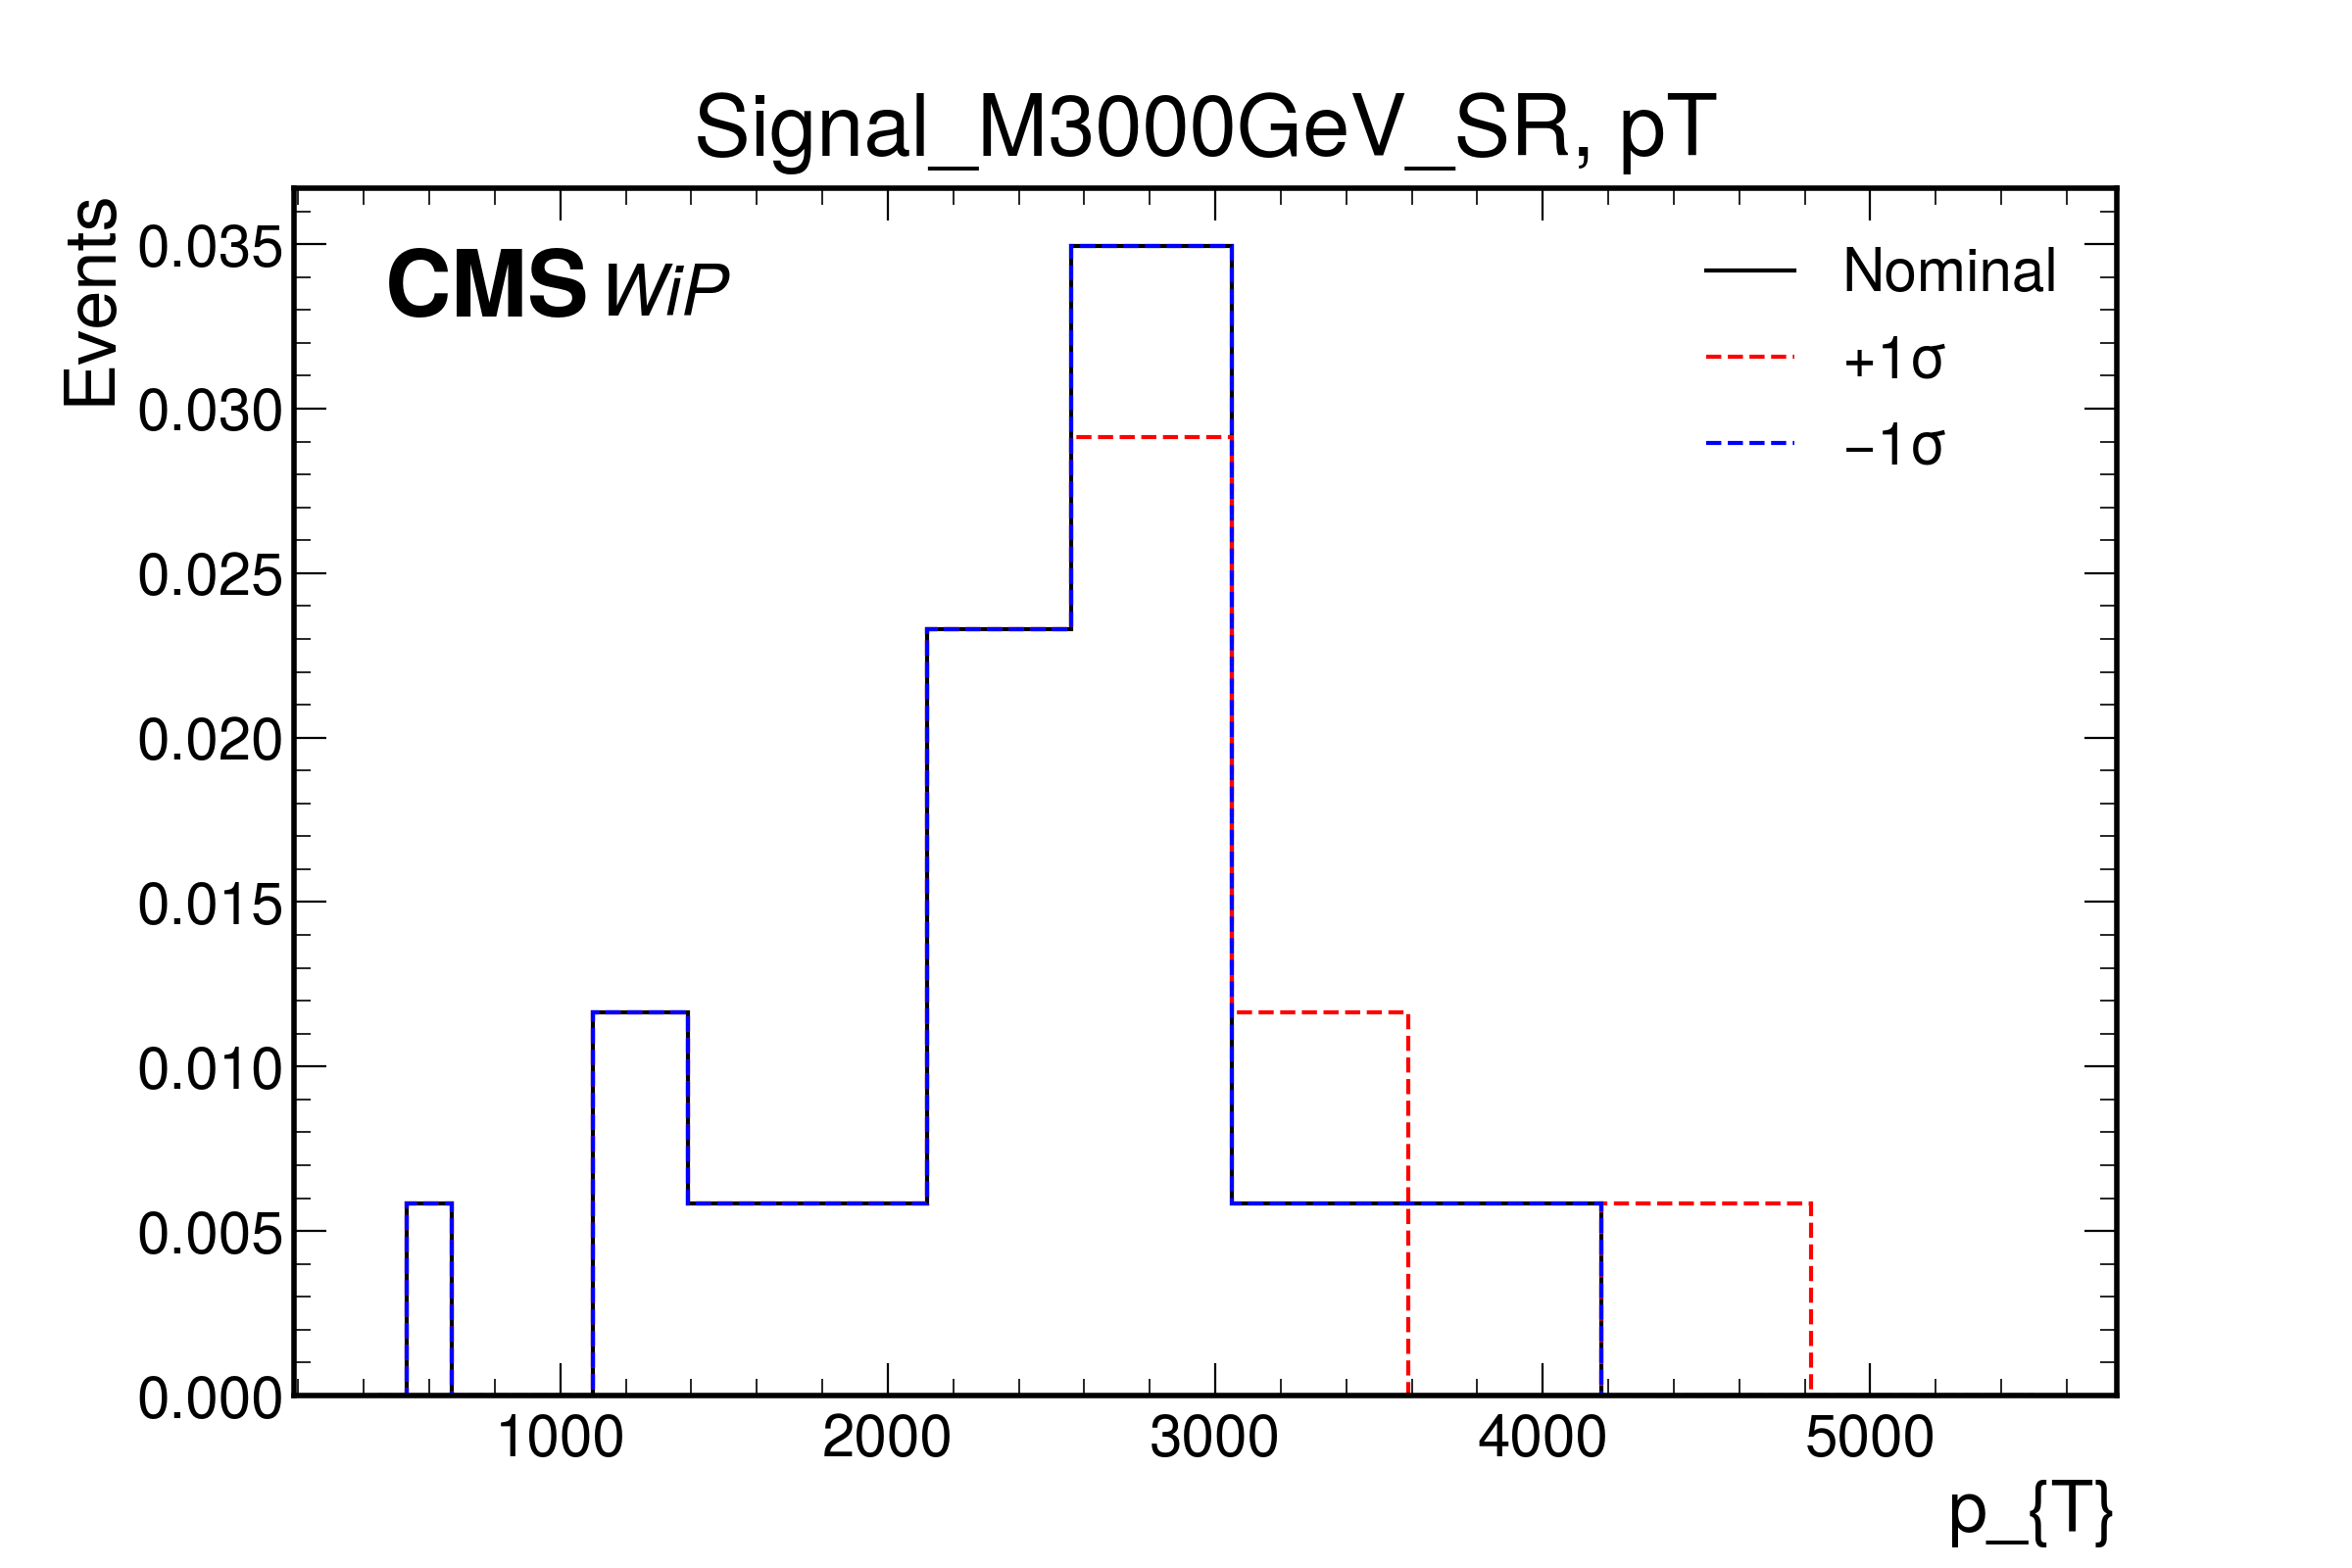 Signal_M3000GeV_SR, pT
Events
CMS WiP
Nominal
+1σ
−1σ
0.035
0.030
0.025
0.020
0.015
0.010
0.005
0.000
1000 2000 3000 4000 5000
p_{T}